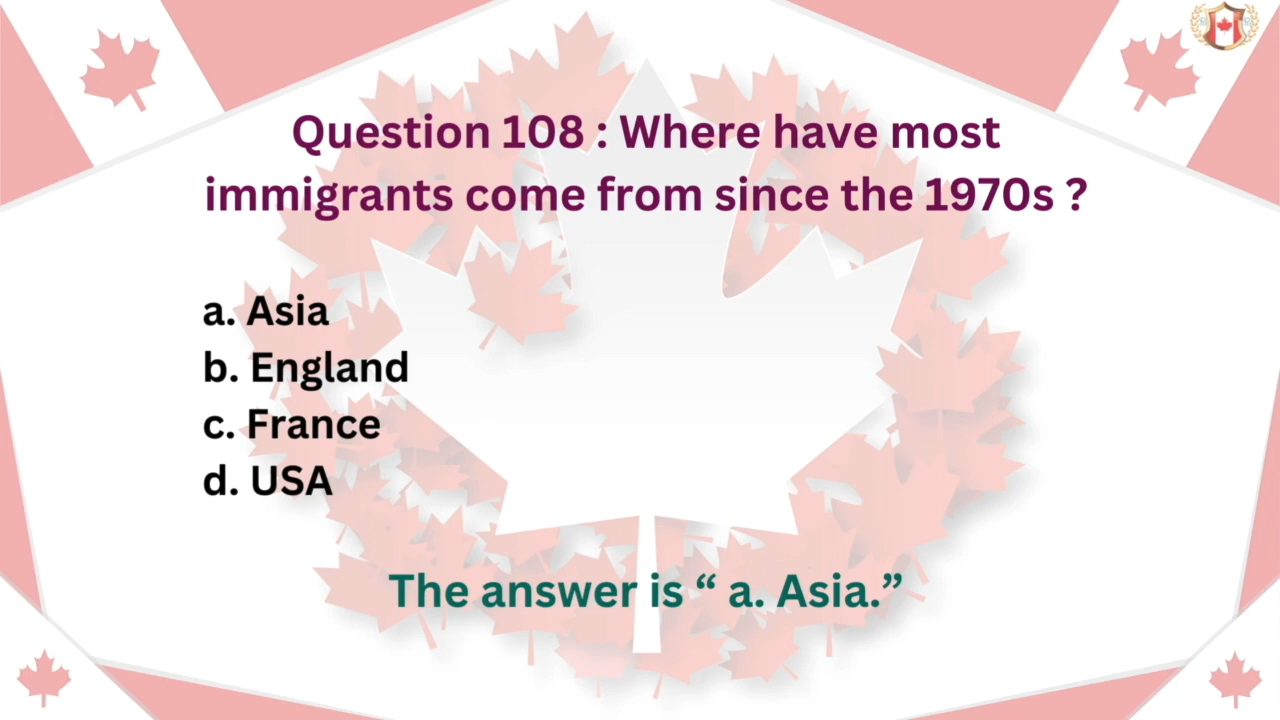 Question 108 : Where have most
immigrants come from since the 1970s ?
a. Asia
b. England
c. France
d. USA
The answer is “ a. Asia.”